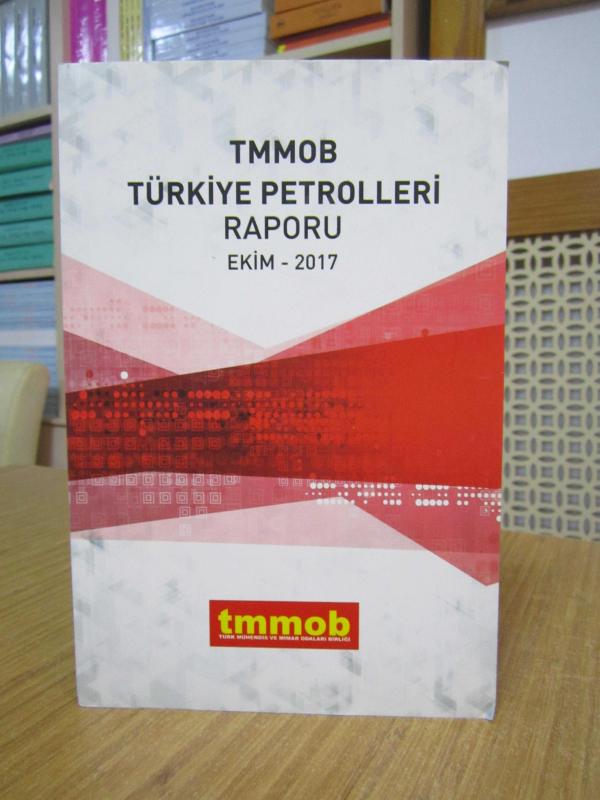 TMMOB
TÜRKİYE PETROLLERİ
RAPORU
EKİM - 2017
tmmob
TÜRK MÜHENDİS VE MİMAR ODALARI BİRLİĞİ